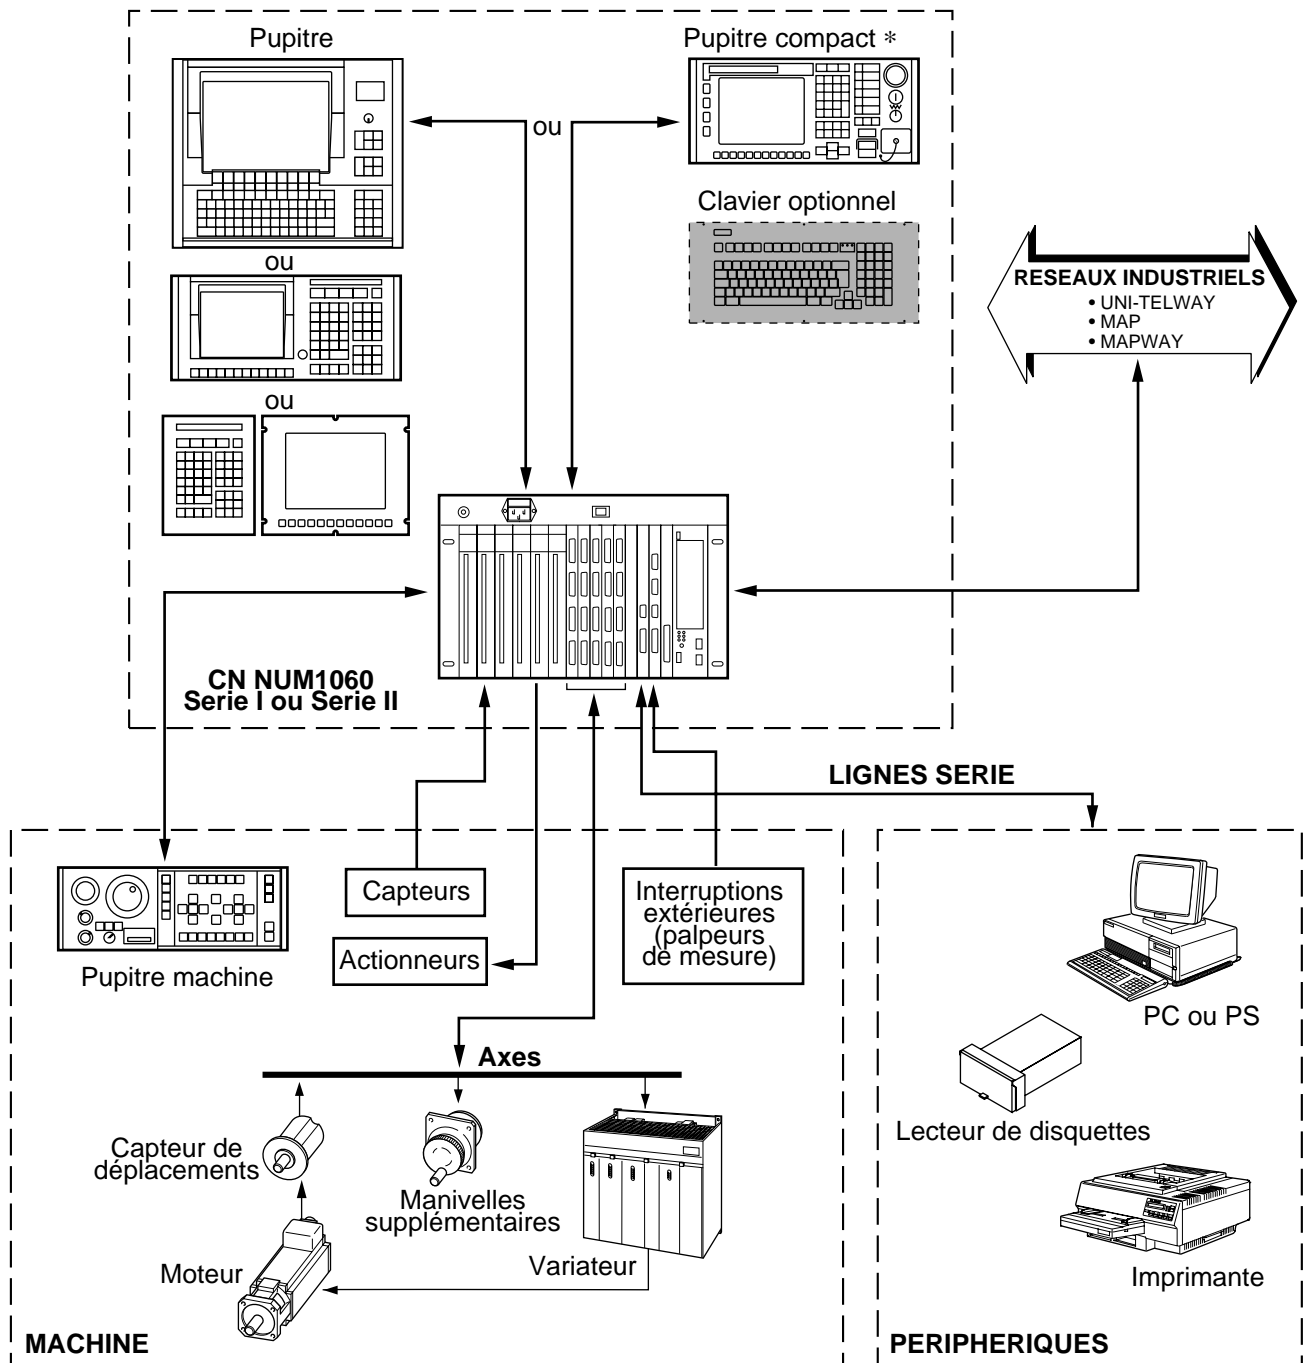 Pupitre
Pupitre compact *
ou
Clavier optionnel
ou
RESEAUX INDUSTRIELS
• UNI-TELWAY
• MAP
• MAPWAY
ou
CN NUM1060
Serie I ou Serie II
LIGNES SERIE
Capteurs
Interruptions
extérieures
(palpeurs
de mesure)
Actionneurs
Pupitre machine
PC ou PS
Axes
Lecteur de disquettes
Capteur de
déplacements
Manivelles
supplémentaires
Variateur
Moteur
Imprimante
MACHINE
PERIPHERIQUES